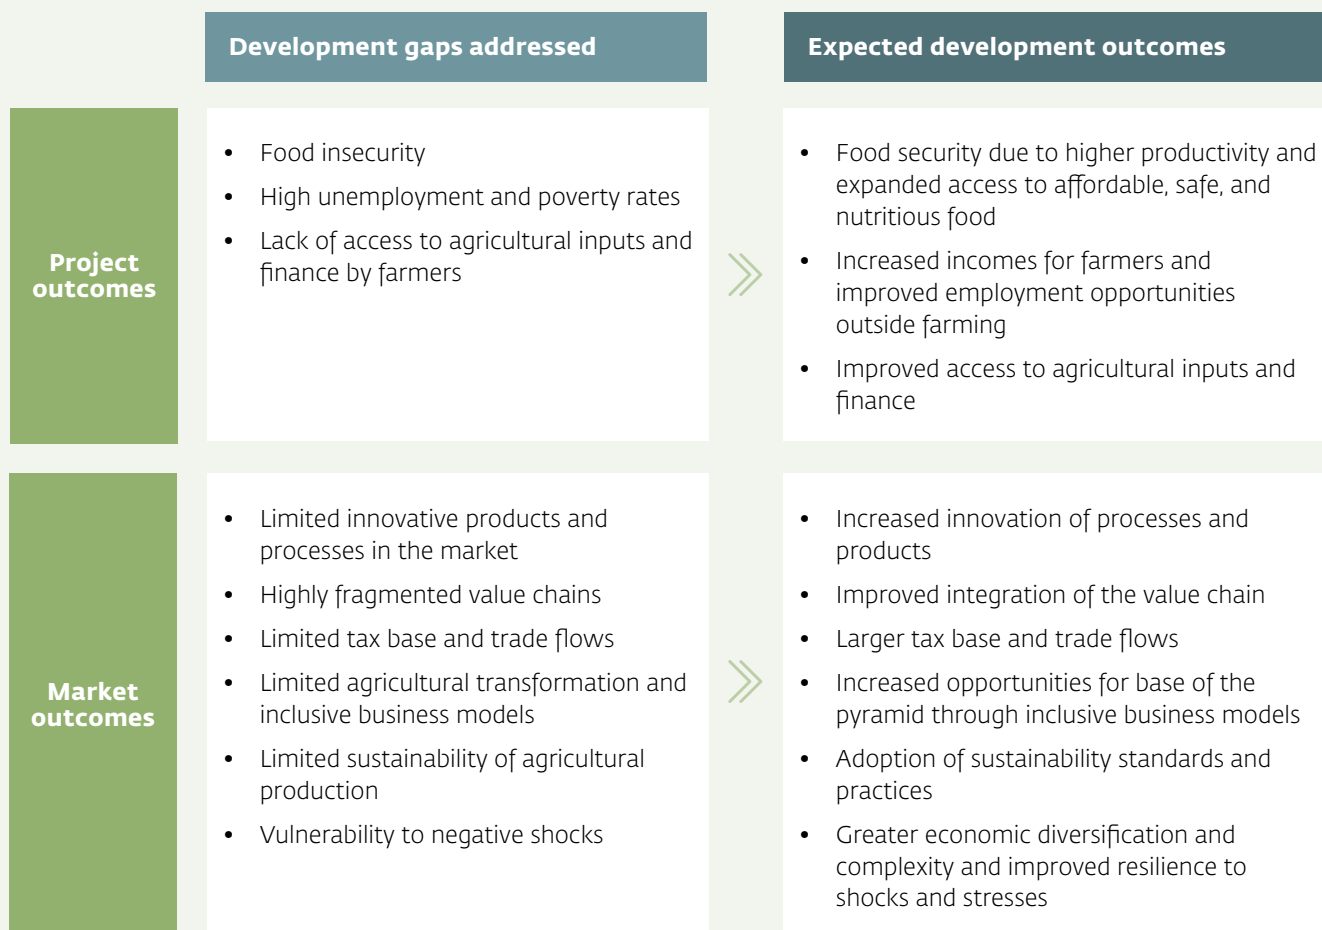 Development gaps addressed
Expected development outcomes
Project
outcomes
• Food insecurity
• High unemployment and poverty rates
• Lack of access to agricultural inputs and
finance by farmers
• Food security due to higher productivity and
expanded access to affordable, safe, and
nutritious food
• Increased incomes for farmers and
improved employment opportunities
outside farming
• Improved access to agricultural inputs and
finance
Market
outcomes
• Limited innovative products and
processes in the market
• Highly fragmented value chains
• Limited tax base and trade flows
• Limited agricultural transformation and
inclusive business models
• Limited sustainability of agricultural
production
• Vulnerability to negative shocks
• Increased innovation of processes and
products
• Improved integration of the value chain
• Larger tax base and trade flows
• Increased opportunities for base of the
pyramid through inclusive business models
• Adoption of sustainability standards and
practices
• Greater economic diversification and
complexity and improved resilience to
shocks and stresses